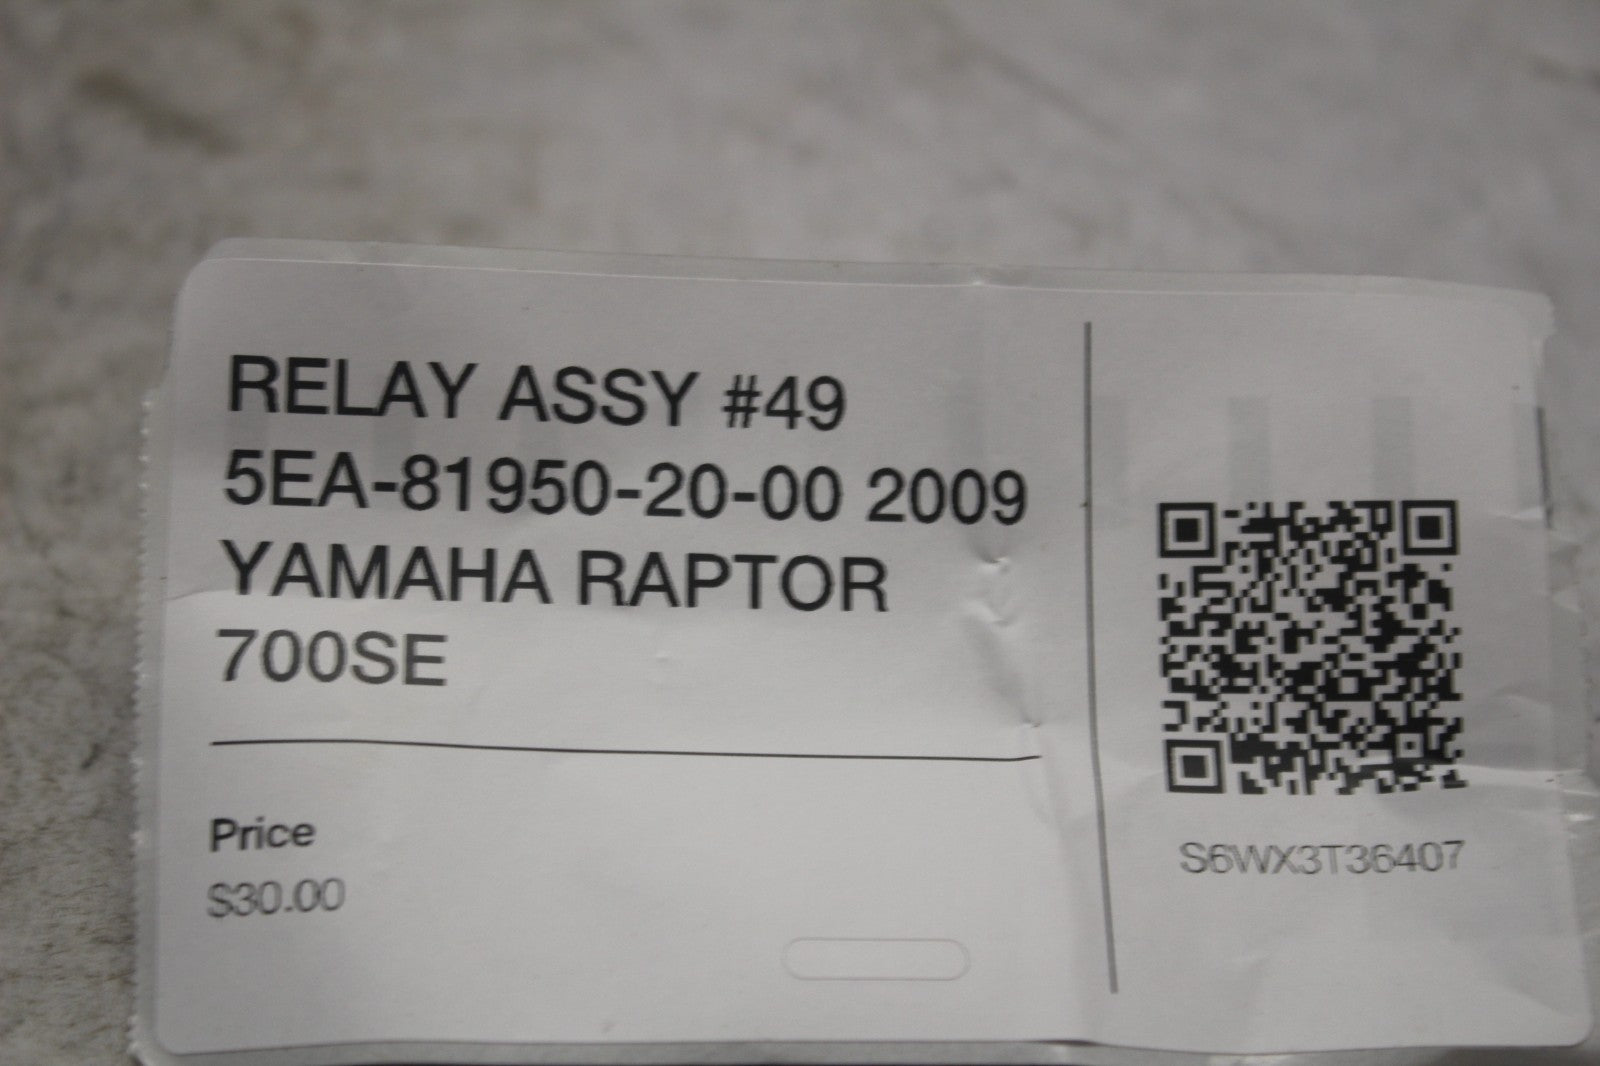 RELAY ASSY #49
5EA-81950-20-00 2009
YAMAHA RAPTOR
700SE
Price
$30.00
S6WX3T36407